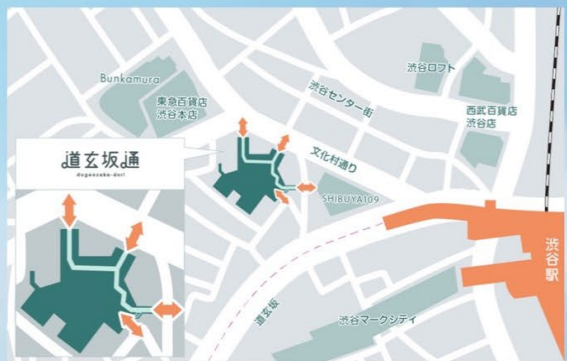 Bunkamura
東急百貨店
渋谷本店
渋谷センター街
渋谷ロフト
西武百貨店
渋谷店
道玄坂通
dogenzaka-dori
文化村通り
SHIBUYA109
渋谷駅
道玄坂
渋谷マークシティ